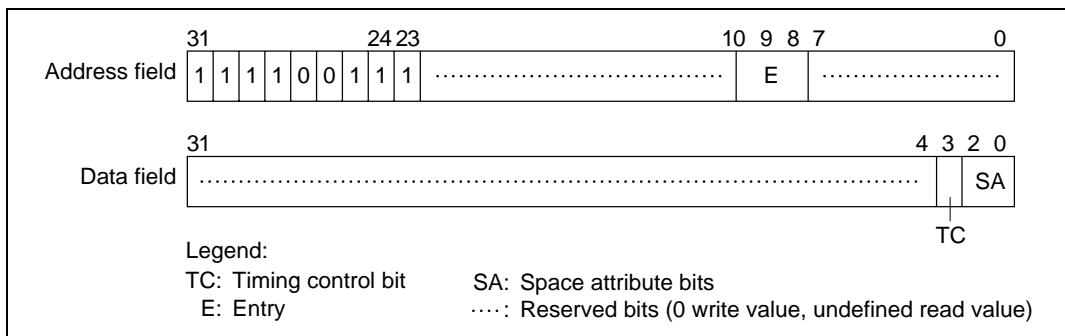 31 24 23 10 9 8 7 0
Address field 1 1 1 1 0 0 1 1 1 ································ E ····················
31 4 3 2 0
Data field ································································ SA
TC
Legend:
TC: Timing control bit SA: Space attribute bits
E: Entry ····: Reserved bits (0 write value, undefined read value)